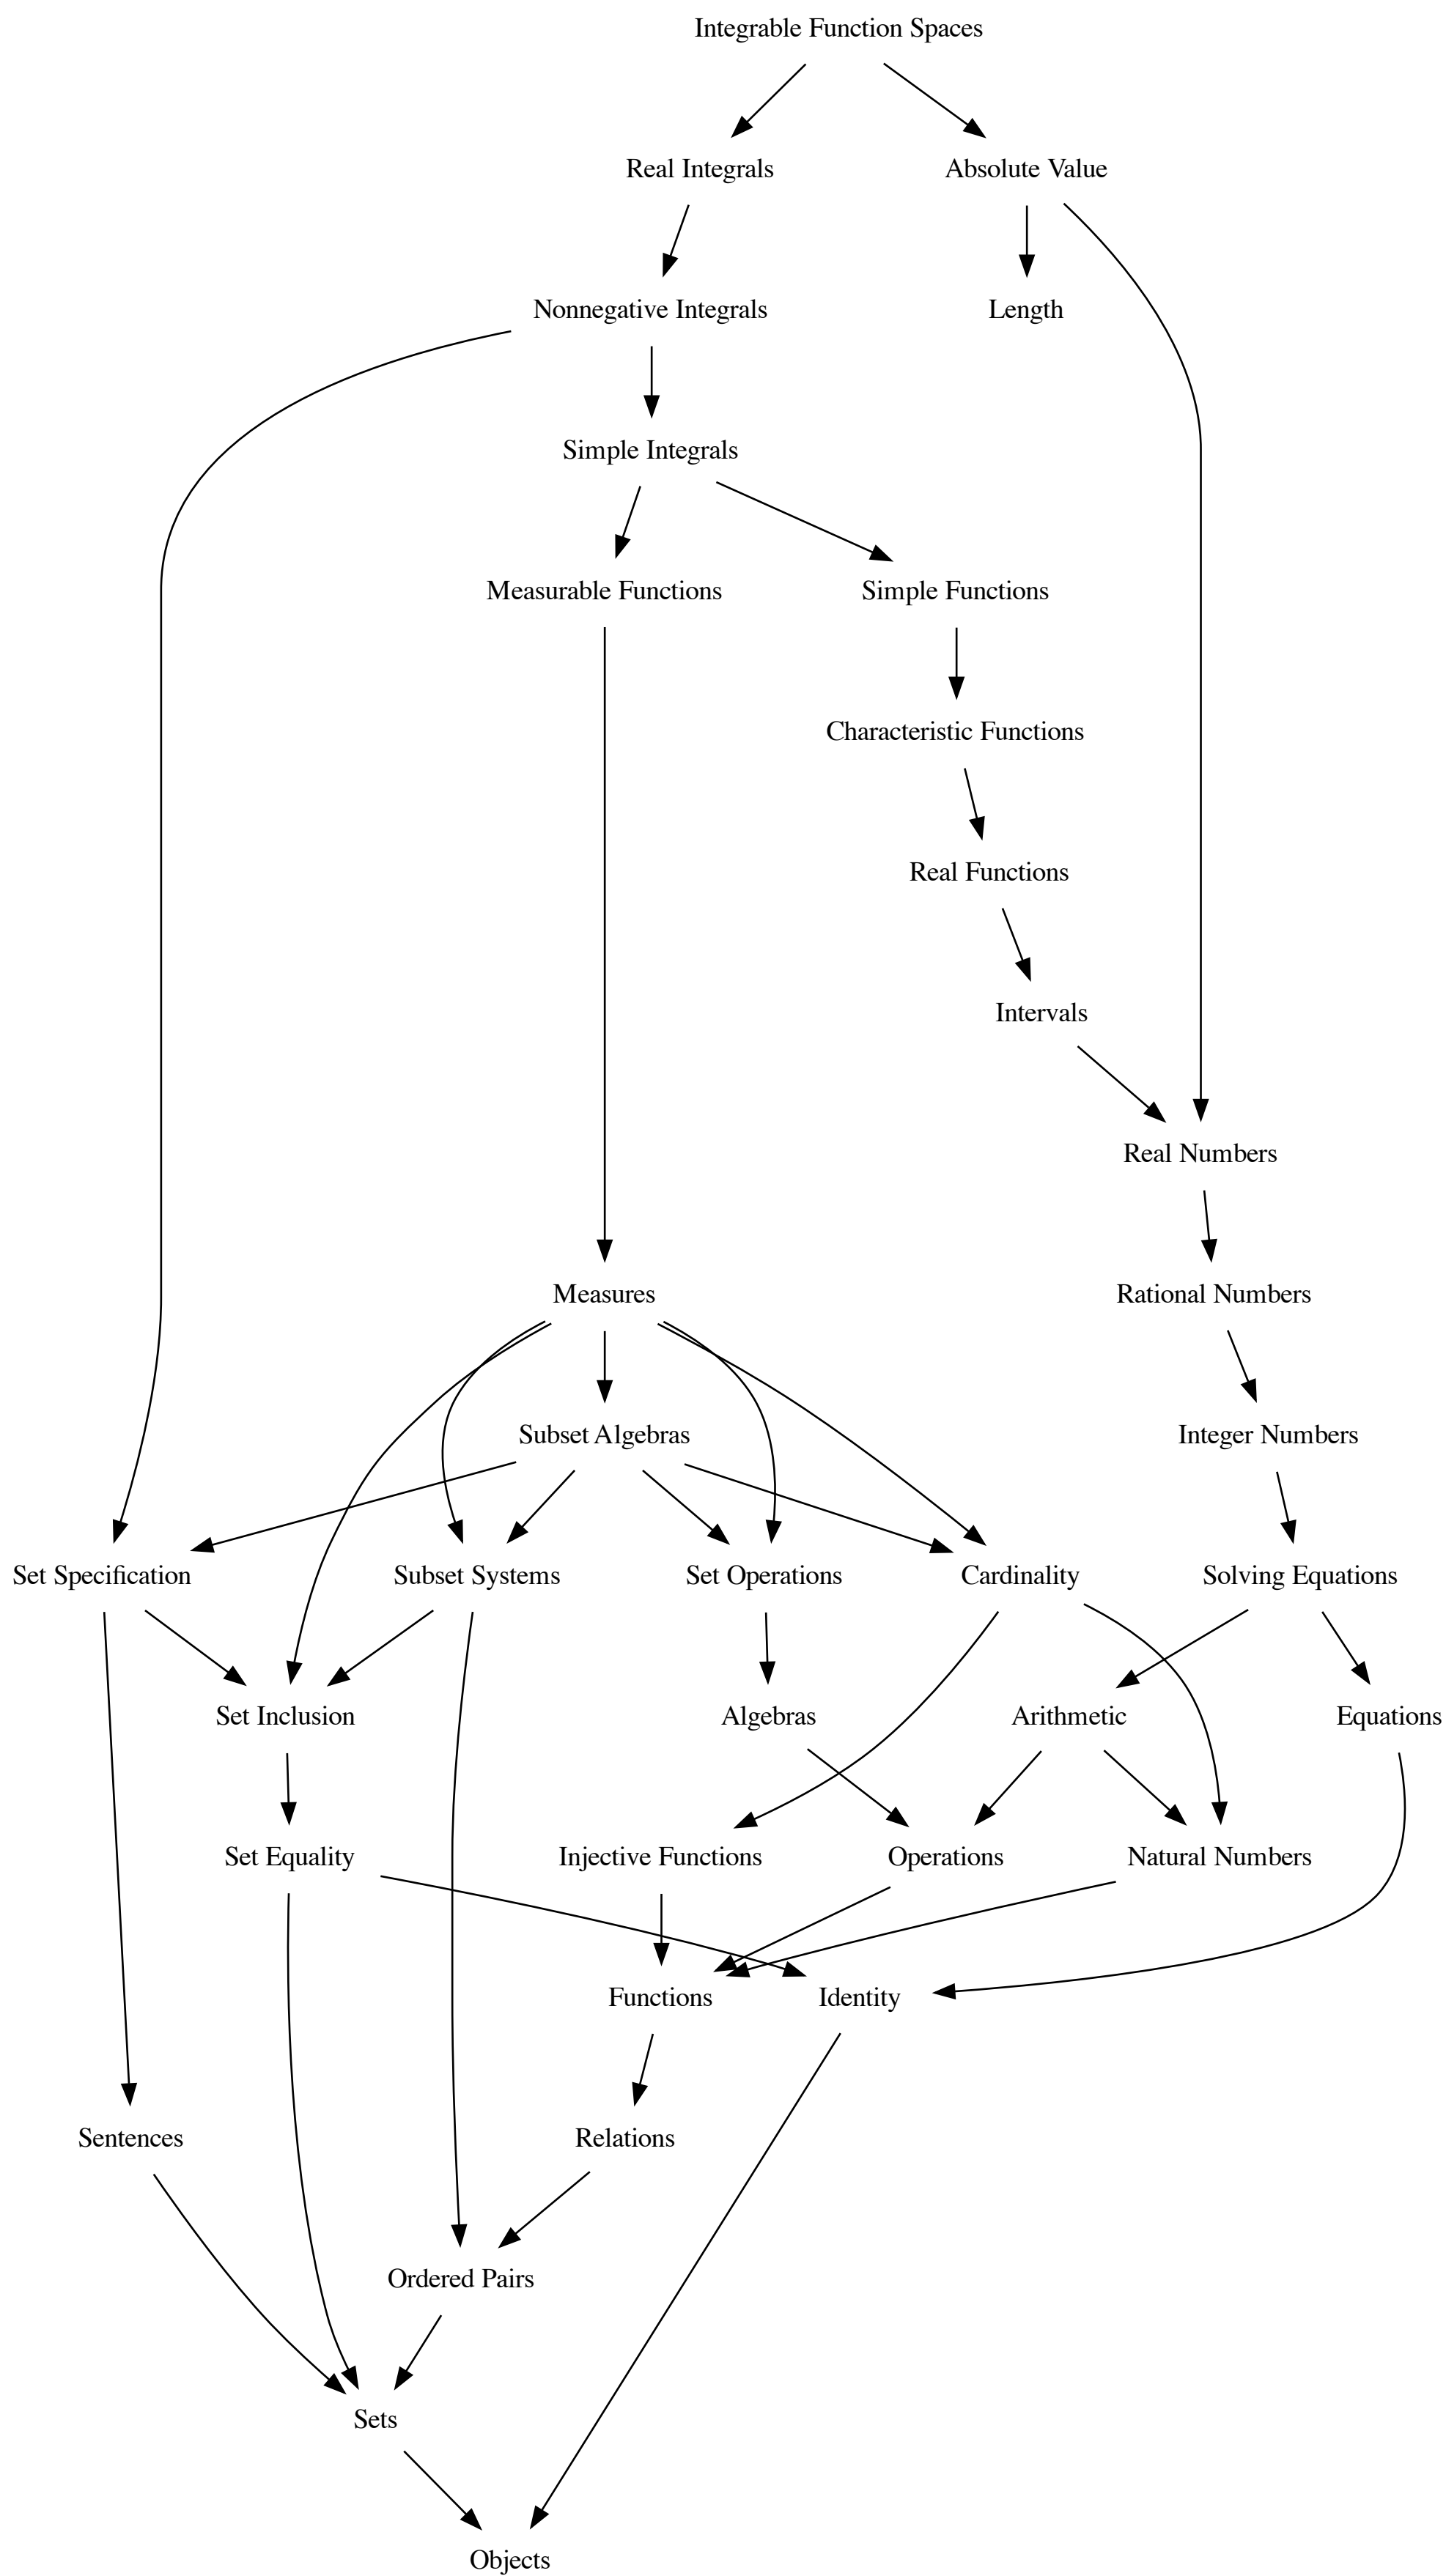 Integrable Function Spaces
Real Integrals
Absolute Value
Nonnegative Integrals
Length
Simple Integrals
Measurable Functions
Simple Functions
Characteristic Functions
Real Functions
Intervals
Real Numbers
Measures
Rational Numbers
Subset Algebras
Integer Numbers
Set Specification
Subset Systems
Set Operations
Cardinality
Solving Equations
Set Inclusion
Algebras
Arithmetic
Equations
Set Equality
Injective Functions
Operations
Natural Numbers
Functions
Identity
Sentences
Relations
Ordered Pairs
Sets
Objects